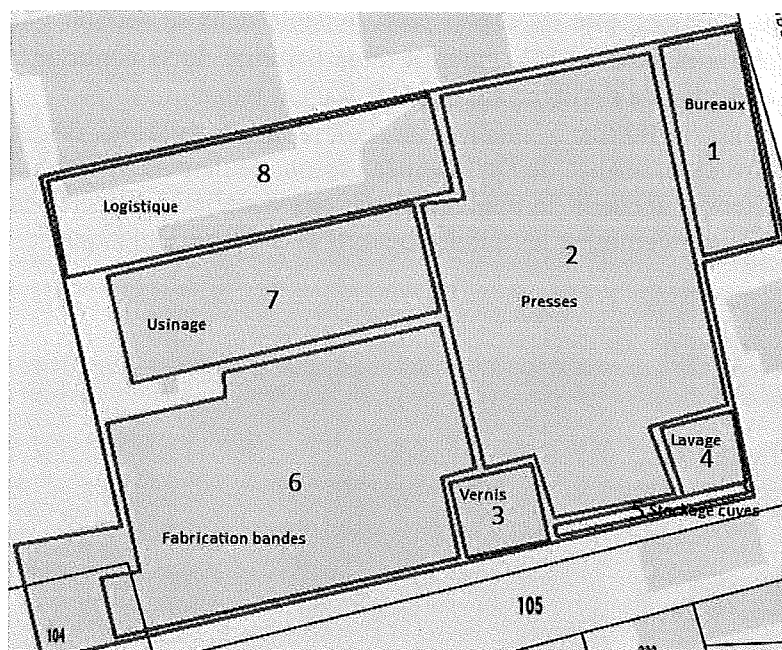 Bureaux
1
8
Logistique
2
Presses
7
Usinage
Lavage
4
6
Vernis
3
5 Stockage cuves
Fabrication bandes
105
104